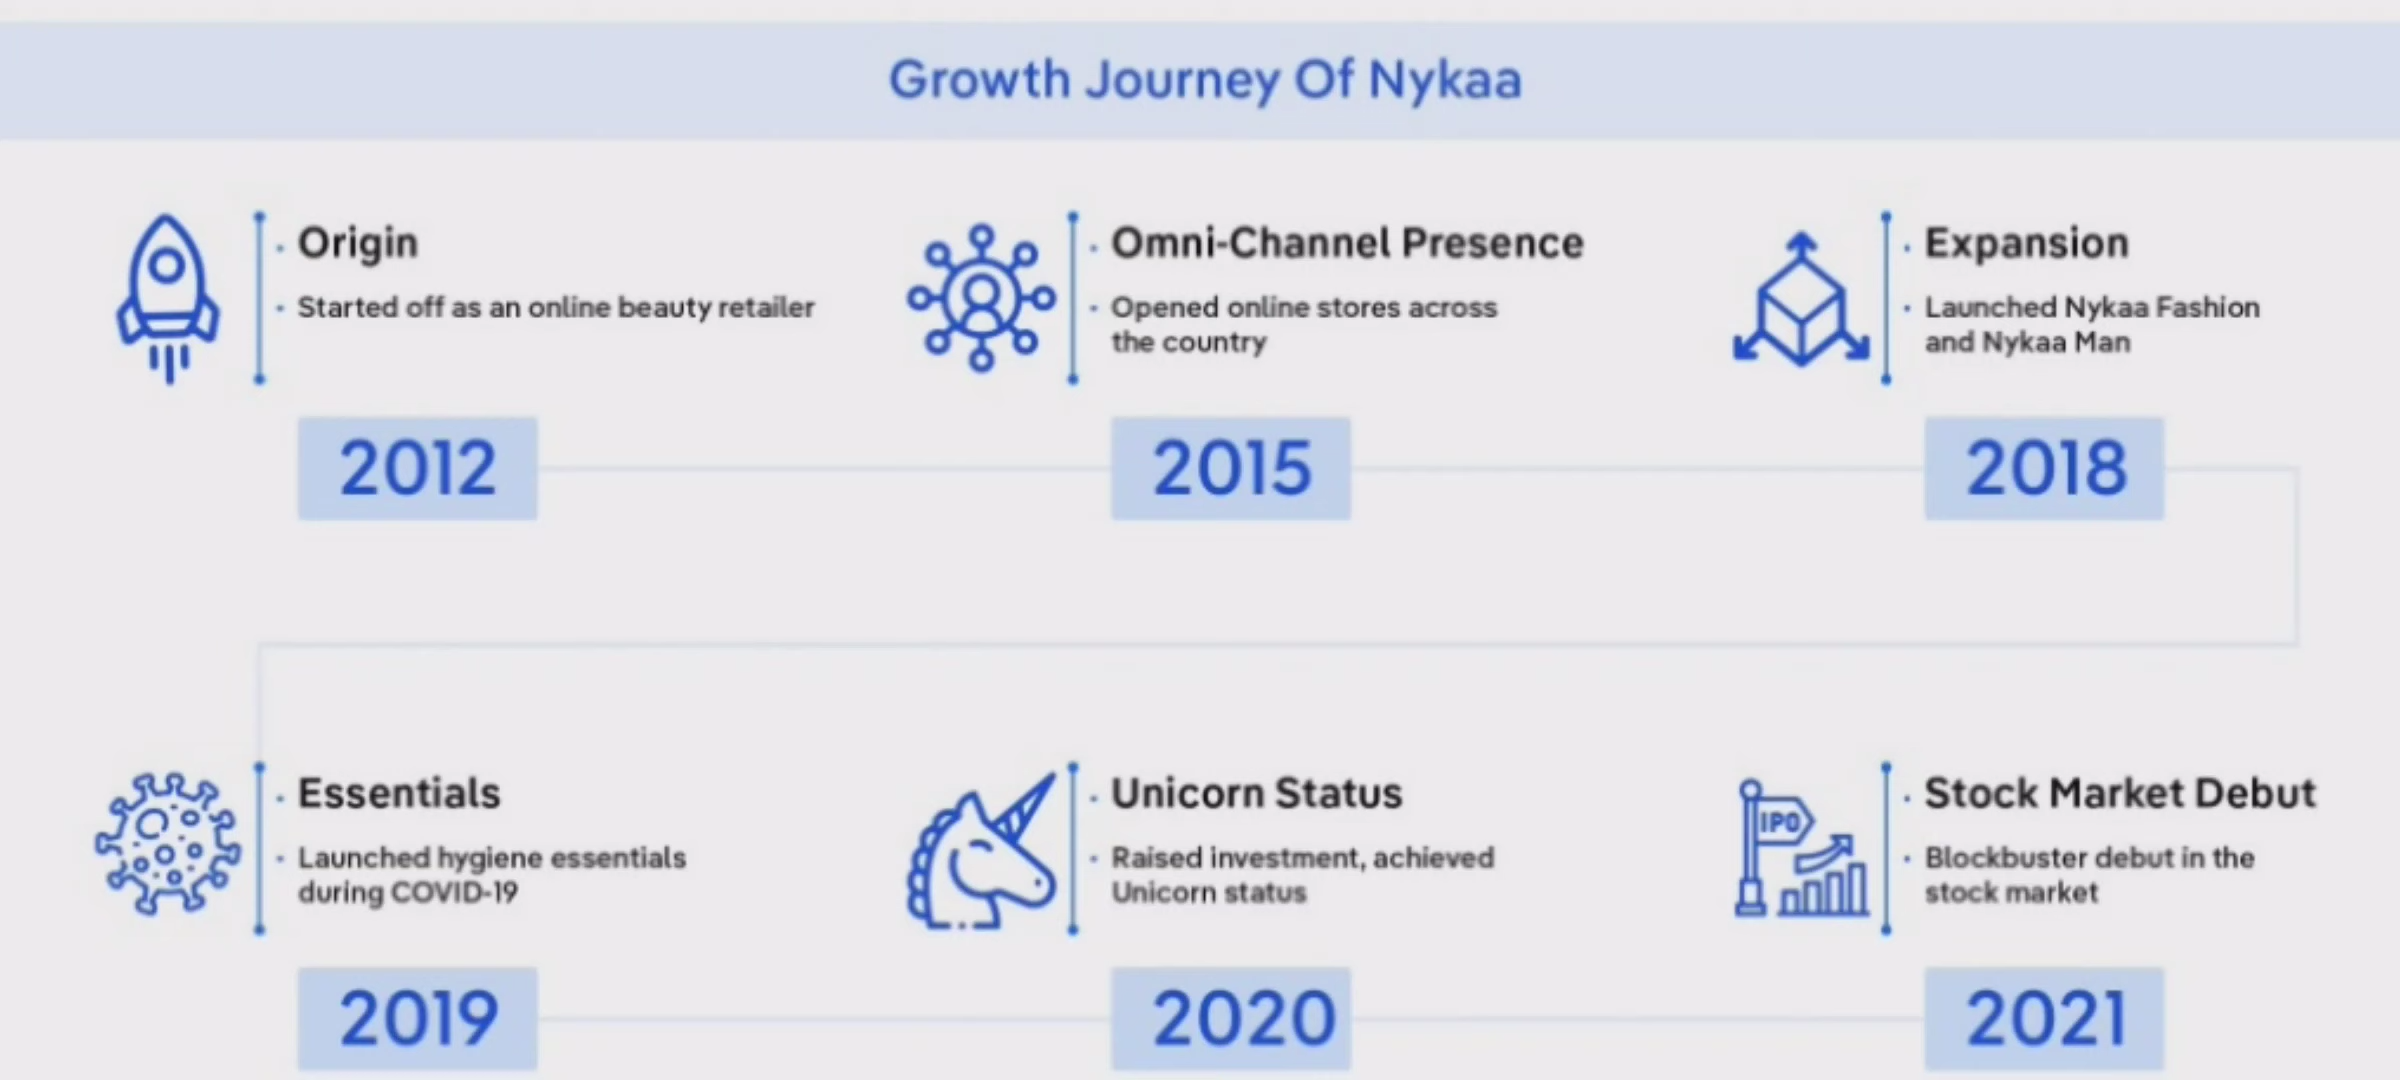 Growth Journey Of Nykaa
Origin
Started off as an online beauty retailer
2012
Omni-Channel Presence
Opened online stores across
the country
2015
Expansion
Launched Nykaa Fashion
and Nykaa Man
2018
Essentials
Launched hygiene essentials
during COVID-19
2019
Unicorn Status
Raised investment, achieved
Unicorn status
2020
IPO
Stock Market Debut
Blockbuster debut in the
stock market
2021